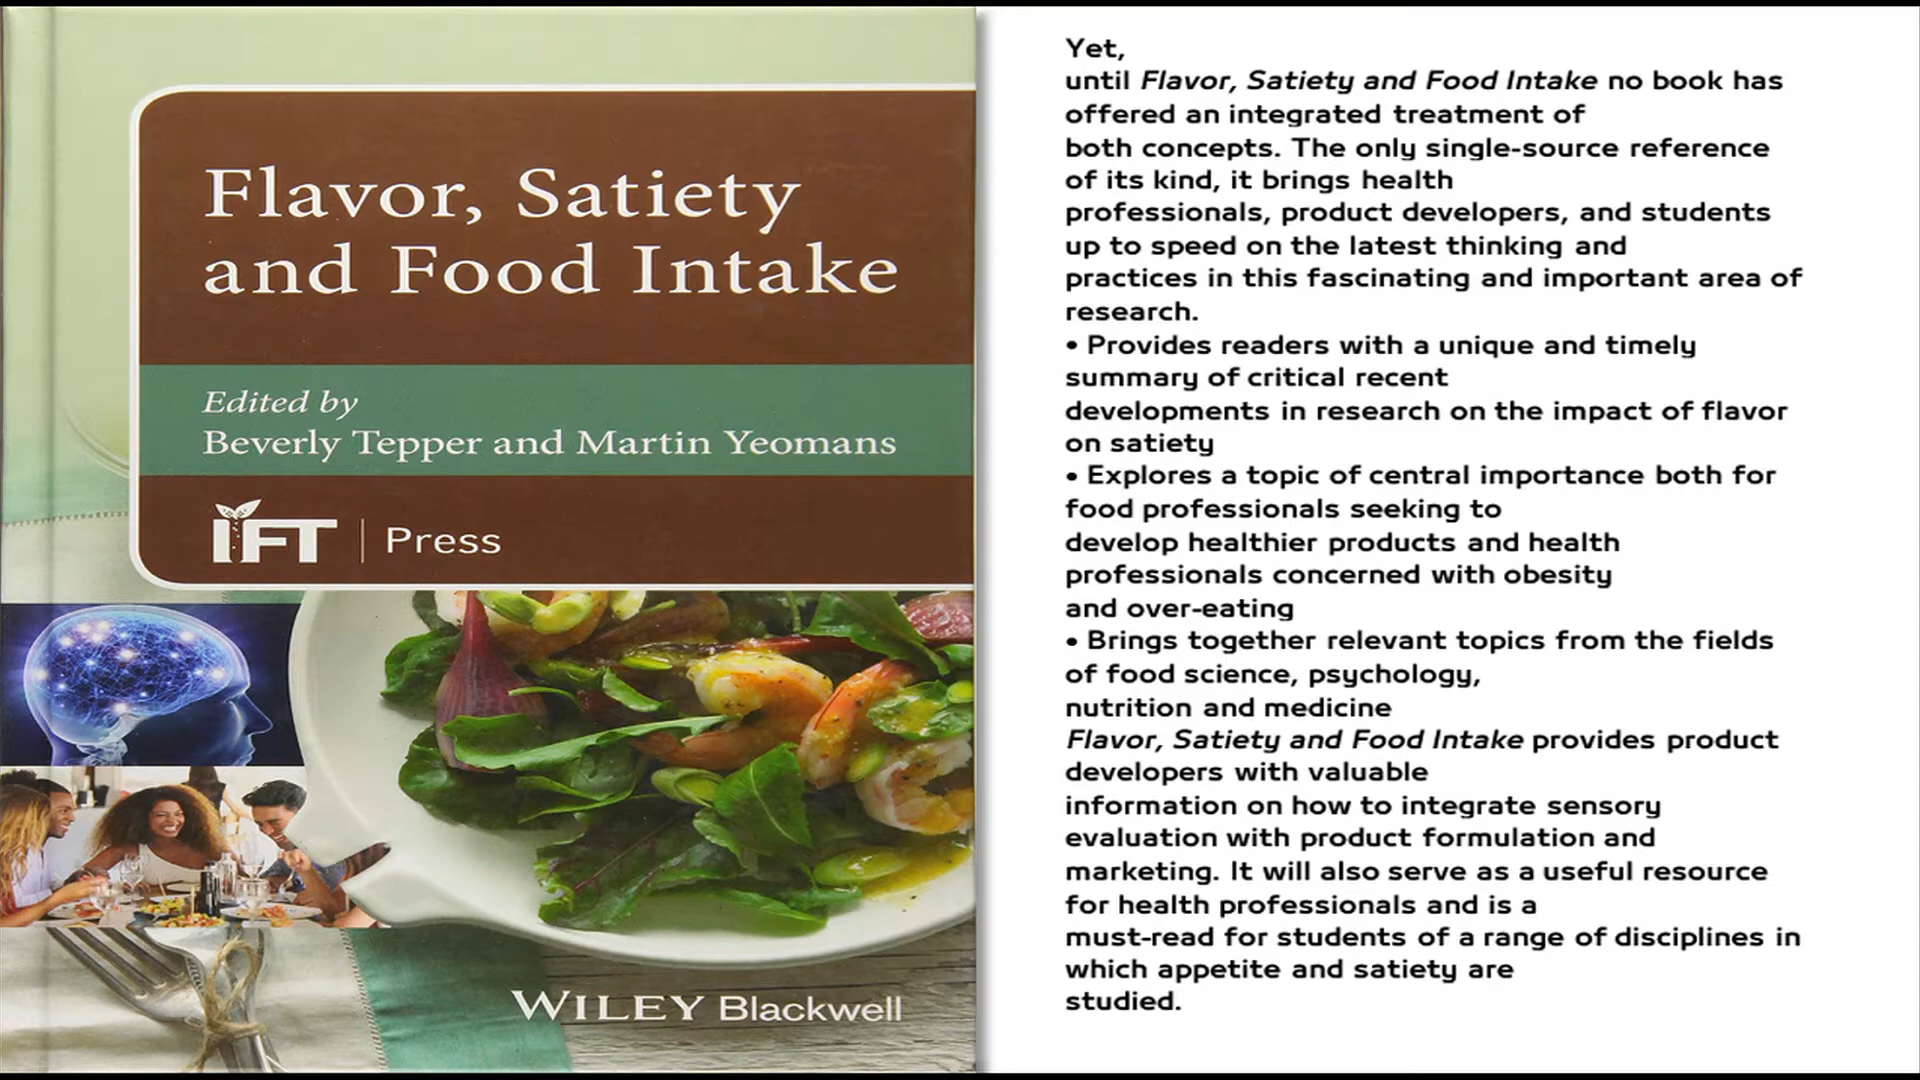 Flavor, Satiety
and Food Intake
Edited by
Beverly Tepper and Martin Yeomans
IFT | Press
WILEY Blackwell
Yet,
until Flavor, Satiety and Food Intake no book has
offered an integrated treatment of
both concepts. The only single-source reference
of its kind, it brings health
professionals, product developers, and students
up to speed on the latest thinking and
practices in this fascinating and important area of
research.
• Provides readers with a unique and timely
summary of critical recent
developments in research on the impact of flavor
on satiety
• Explores a topic of central importance both for
food professionals seeking to
develop healthier products and health
professionals concerned with obesity
and over-eating
• Brings together relevant topics from the fields
of food science, psychology,
nutrition and medicine
Flavor, Satiety and Food Intake provides product
developers with valuable
information on how to integrate sensory
evaluation with product formulation and
marketing. It will also serve as a useful resource
for health professionals and is a
must-read for students of a range of disciplines in
which appetite and satiety are
studied.